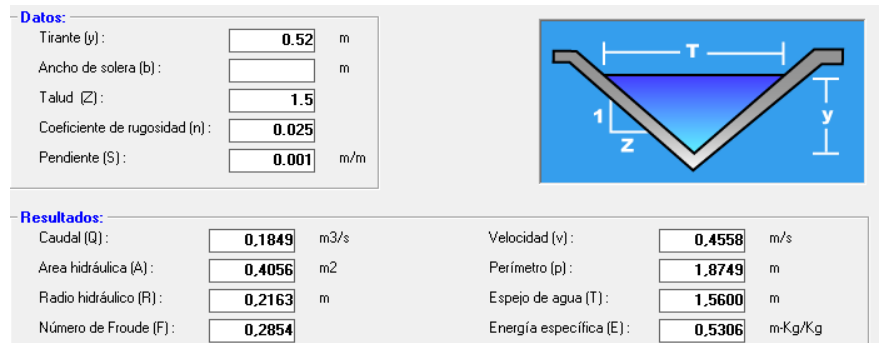 Datos:
Tirante (y) : 0.52 m
Ancho de solera (b) : m
Talud (Z) : 1.5
Coeficiente de rugosidad (n) : 0.025
Pendiente (S) : 0.001 m/m
T
1
Z
y
Resultados:
Caudal (Q) : 0,1849 m3/s Velocidad (v) : 0,4558 m/s
Area hidráulica (A) : 0,4056 m2 Perímetro (p) : 1,8749 m
Radio hidráulico (R) : 0,2163 m Espejo de agua (T) : 1,5600 m
Número de Froude (F) : 0,2854 Energía específica (E) : 0,5306 m-Kg/Kg